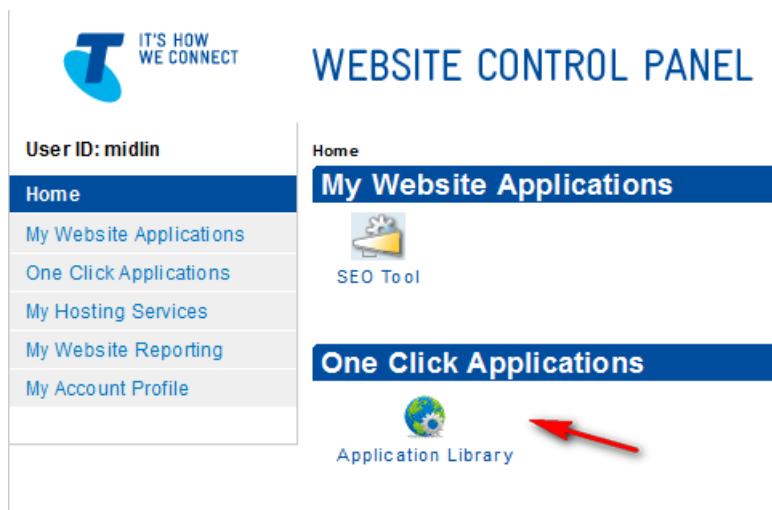 IT'S HOW
WE CONNECT
WEBSITE CONTROL PANEL
User ID: midlin
Home
My Website Applications
One Click Applications
My Hosting Services
My Website Reporting
My Account Profile
Home
My Website Applications
SEO Tool
One Click Applications
Application Library